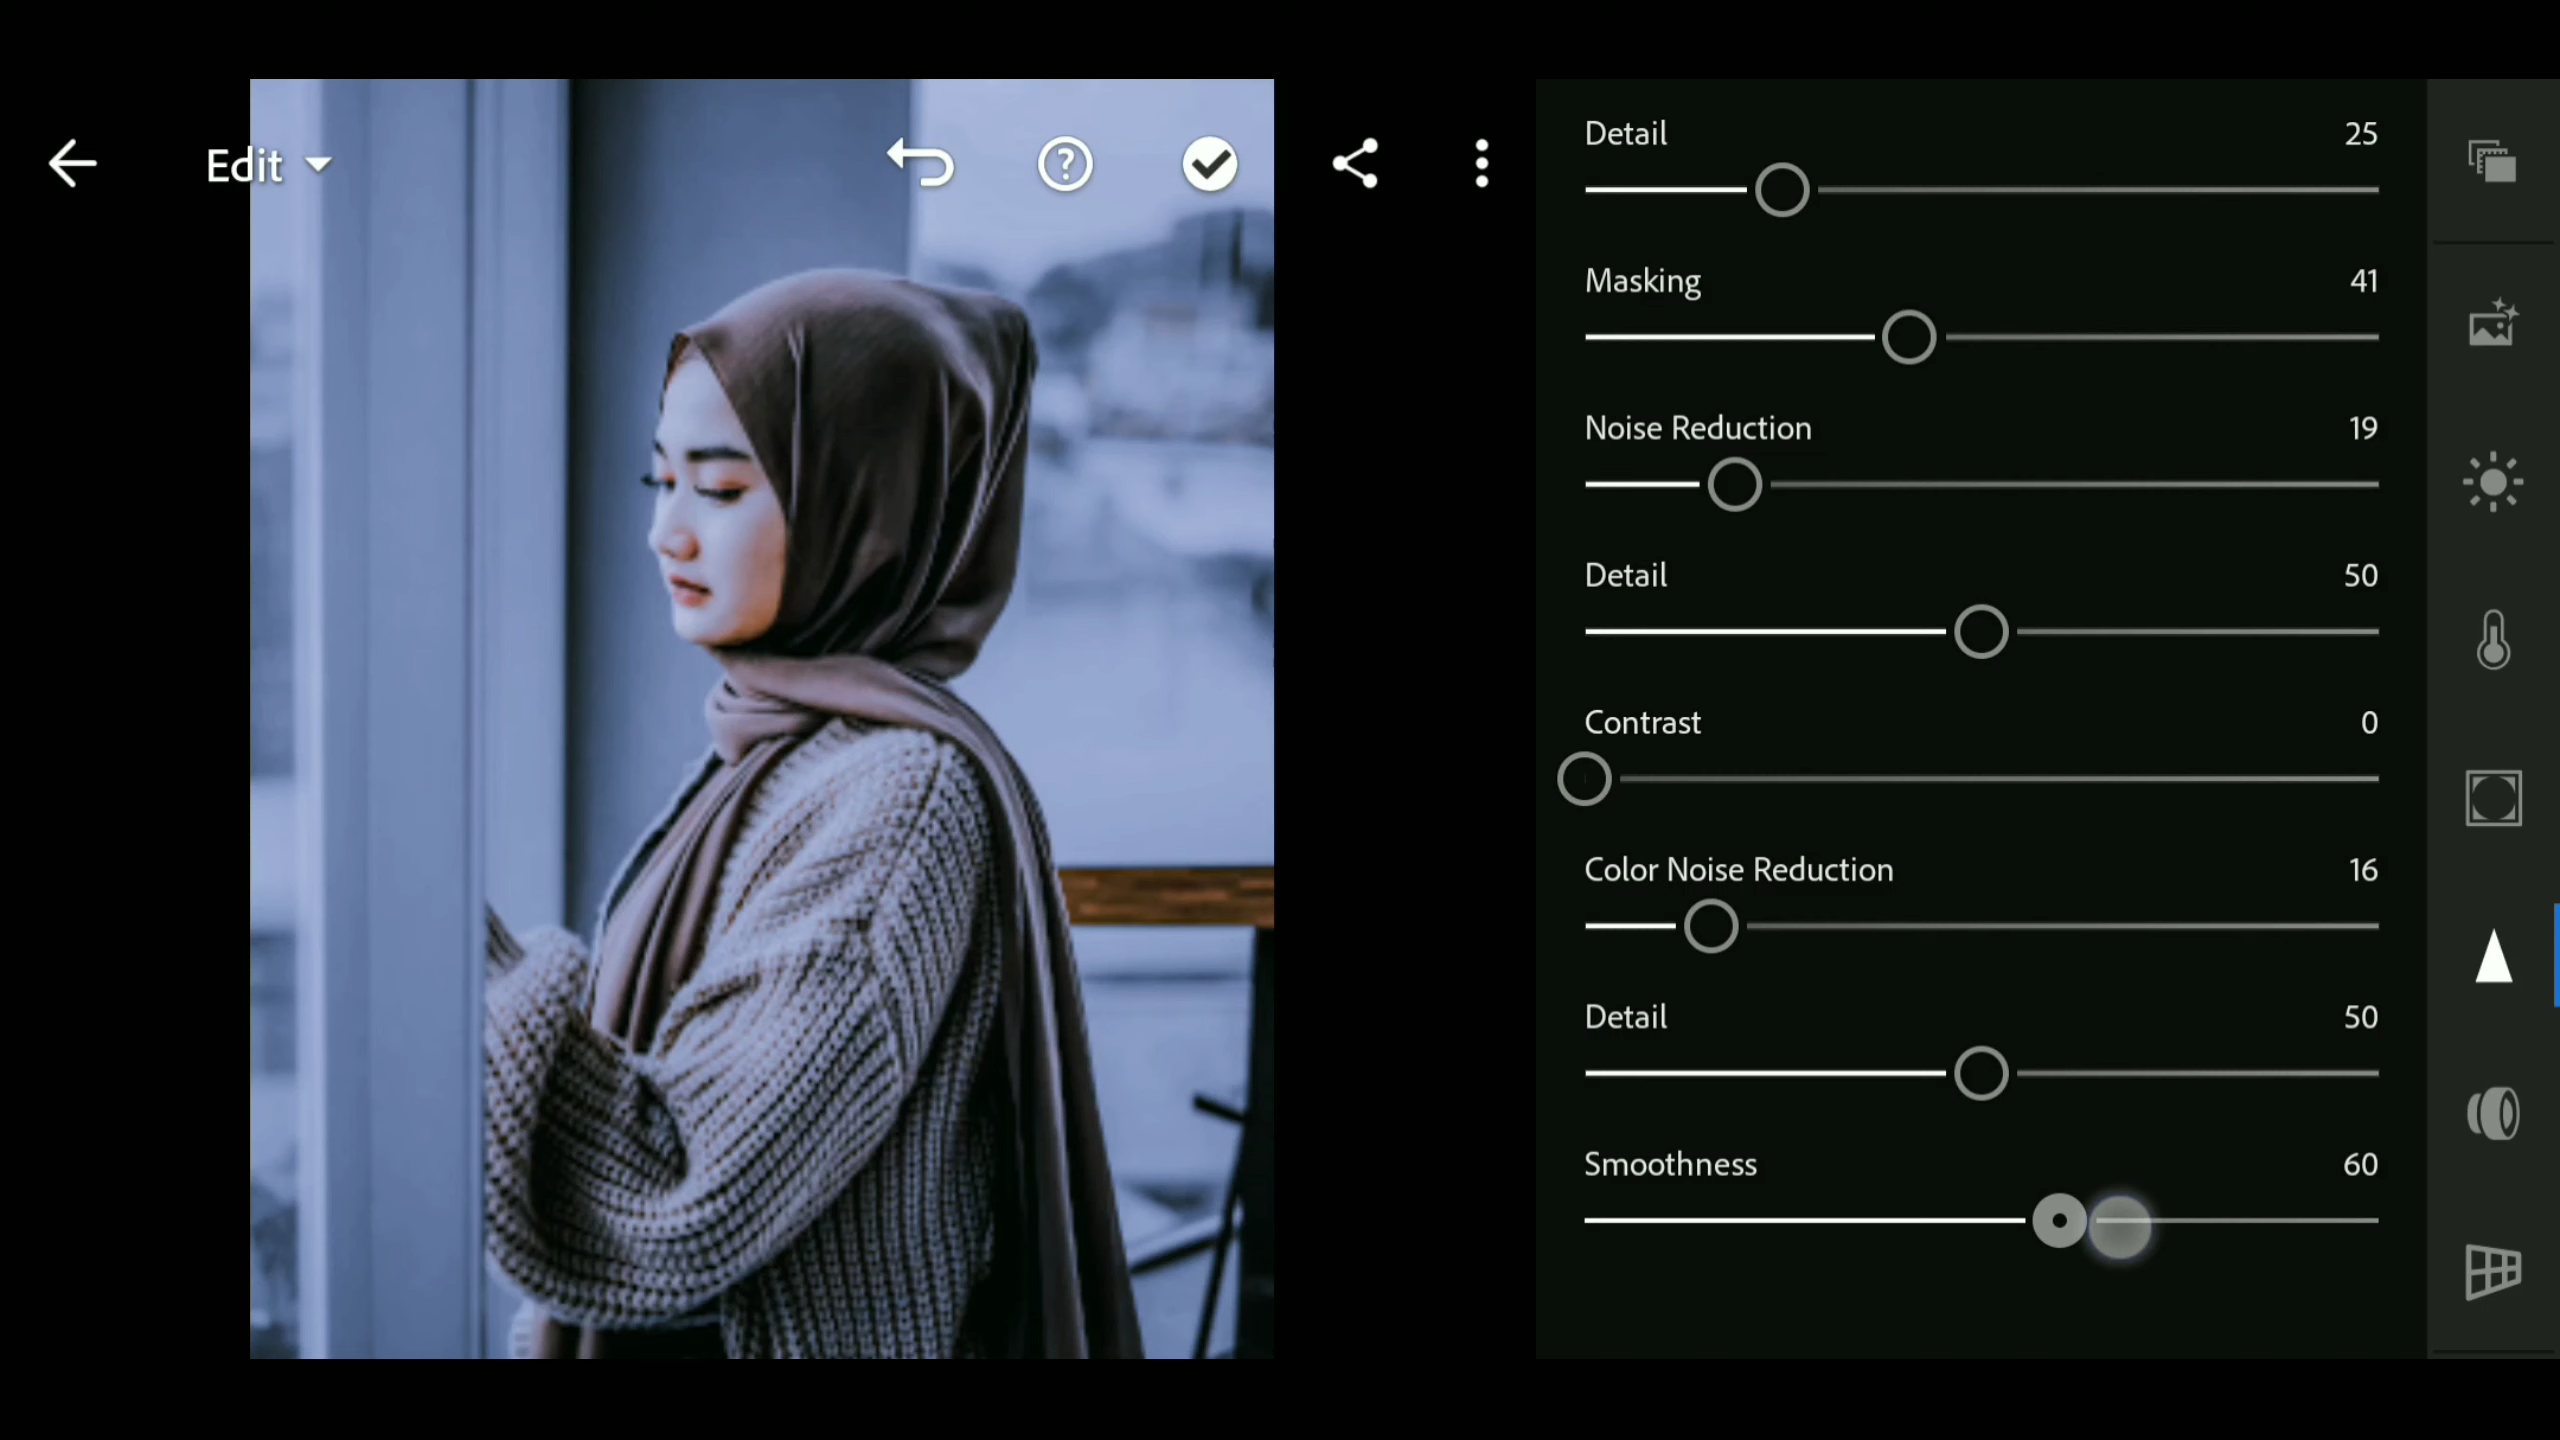 Edit
Detail 25
Masking 41
Noise Reduction 19
Detail 50
Contrast 0
Color Noise Reduction 16
Detail 50
Smoothness 60